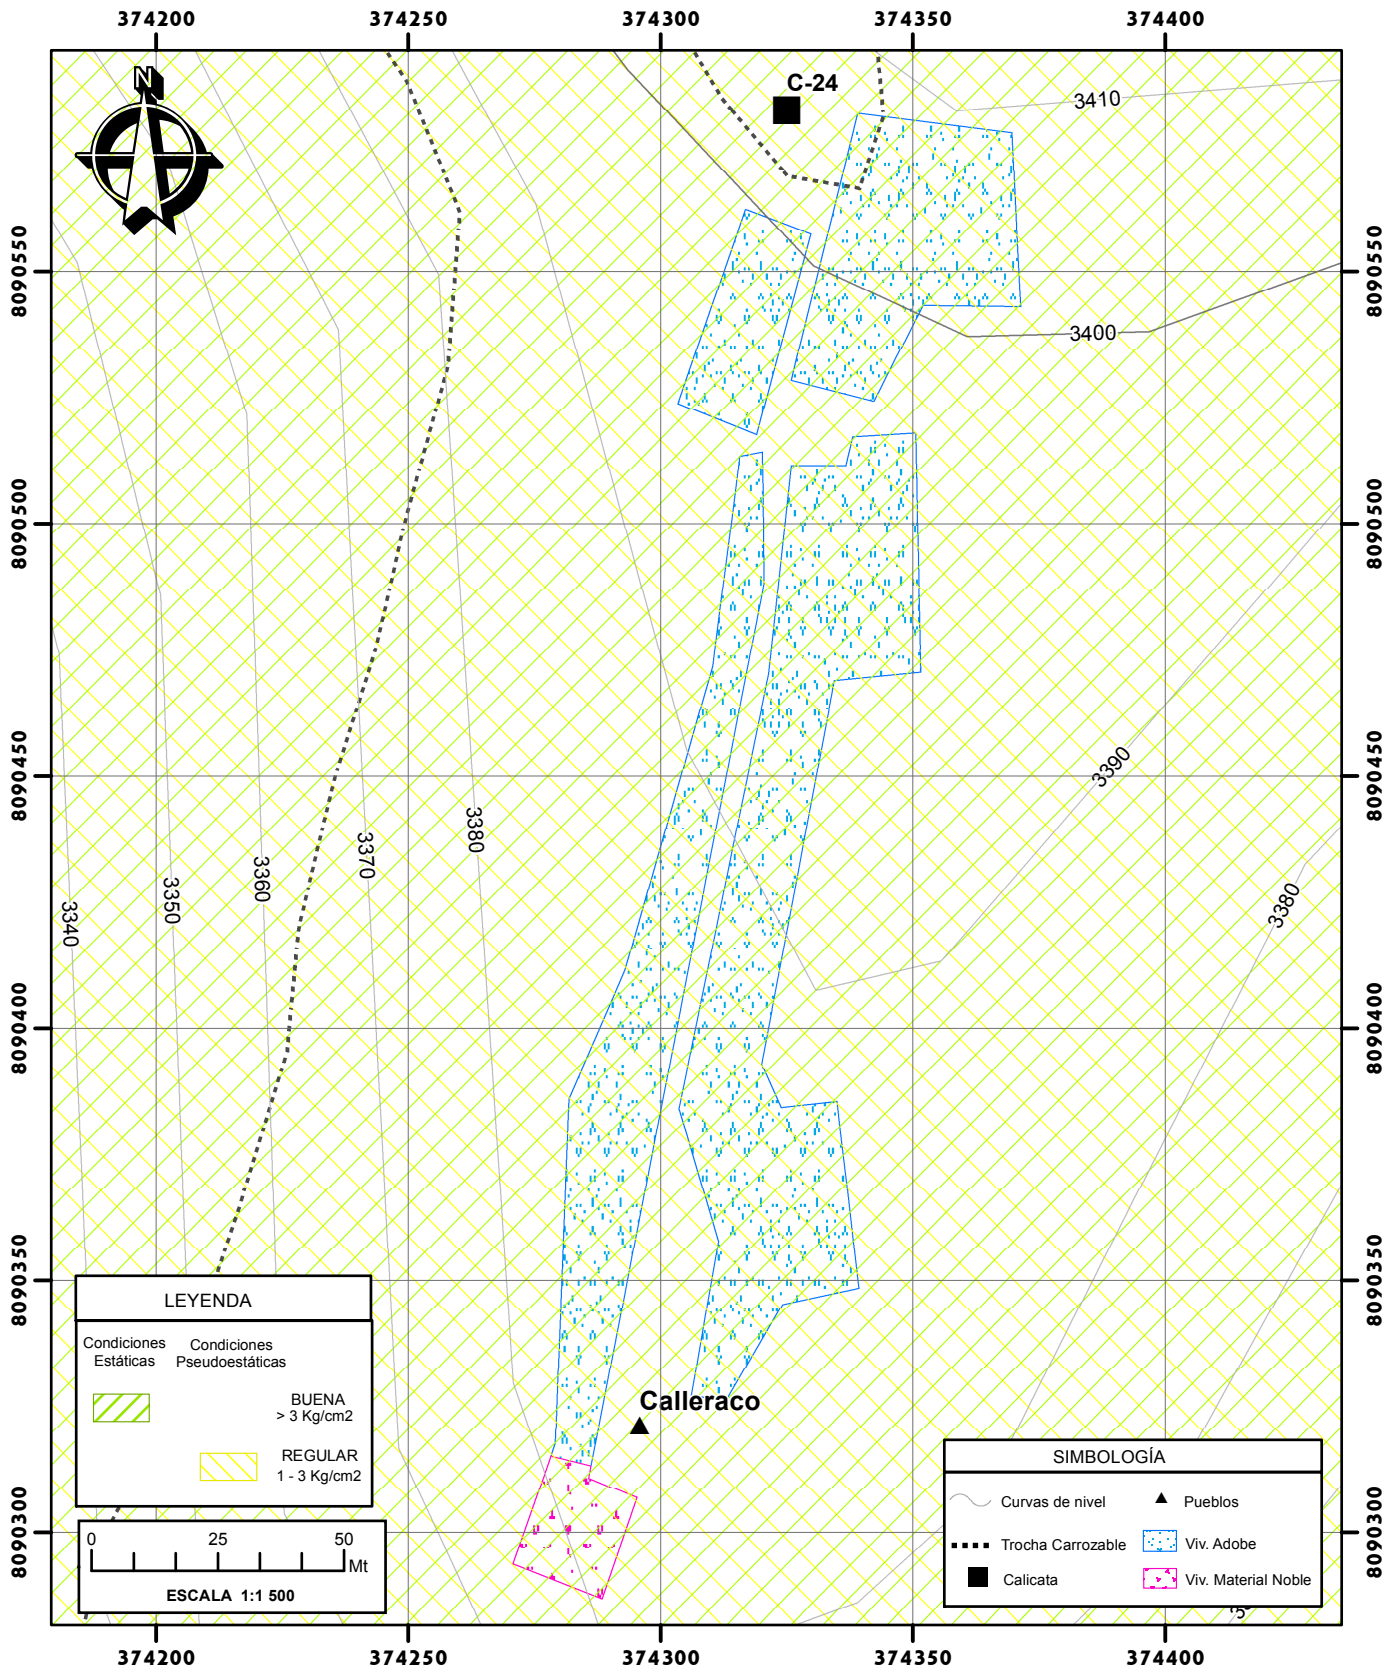 374200 374250 374300 374350 374400
N
C-24
3410
8090550 8090550
3400
8090500 8090500
8090450 8090450
3390
3380
3370
3360
3350
3340
3380
8090400 8090400
8090350 8090350
LEYENDA
Condiciones Estáticas
Condiciones Pseudoestáticas
BUENA
> 3 Kg/cm2
REGULAR
1 - 3 Kg/cm2
Calleraco
SIMBOLOGÍA
Curvas de nivel
Pueblos
Trocha Carrozable
Viv. Adobe
Calicata
Viv. Material Noble
8090300 8090300
0 25 50
Mt
ESCALA 1:1 500
374200 374250 374300 374350 374400